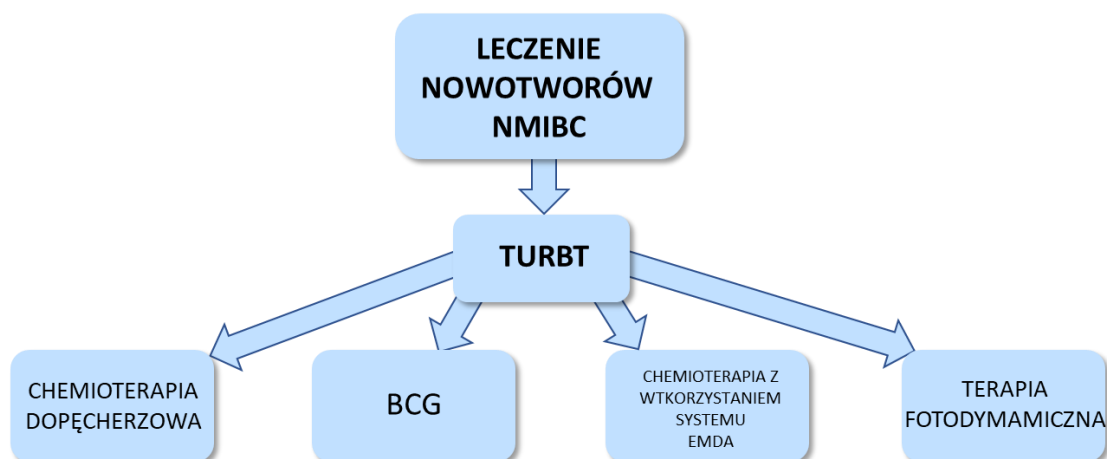 LECZENIE
NOWOTWORÓW
NMIBC
TURBT
CHEMIOTERAPIA
DOPĘCHERZOWA
BCG
CHEMIOTERAPIA Z
WTKORZYSTANIEM
SYSTEMU
EMDA
TERAPIA
FOTODYMAMICZNA